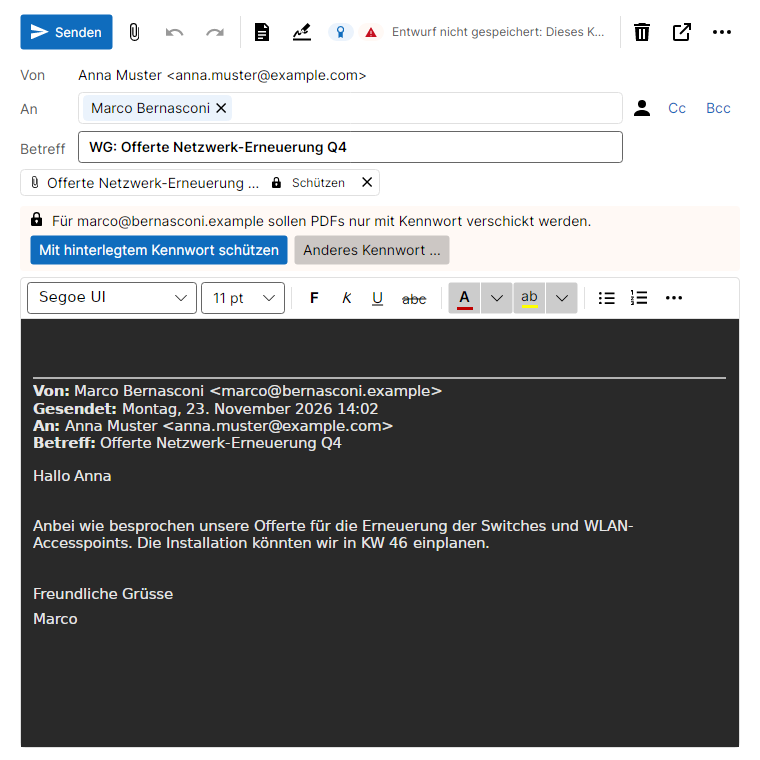 Senden
Entwurf nicht gespeichert: Dieses K...
Von Anna Muster <anna.muster@example.com>
An Marco Bernasconi Cc Bcc
Betreff WG: Offerte Netzwerk-Erneuerung Q4
Offerte Netzwerk-Erneuerung ... Schützen
Für marco@bernasconi.example sollen PDFs nur mit Kennwort verschickt werden.
Mit hinterlegtem Kennwort schützen Anderes Kennwort ...
Segoe UI 11 pt F K U abc A ab
Von: Marco Bernasconi <marco@bernasconi.example>
Gesendet: Montag, 23. November 2026 14:02
An: Anna Muster <anna.muster@example.com>
Betreff: Offerte Netzwerk-Erneuerung Q4
Hallo Anna
Anbei wie besprochen unsere Offerte für die Erneuerung der Switches und WLAN-
Accesspoints. Die Installation könnten wir in KW 46 einplanen.
Freundliche Grüsse
Marco